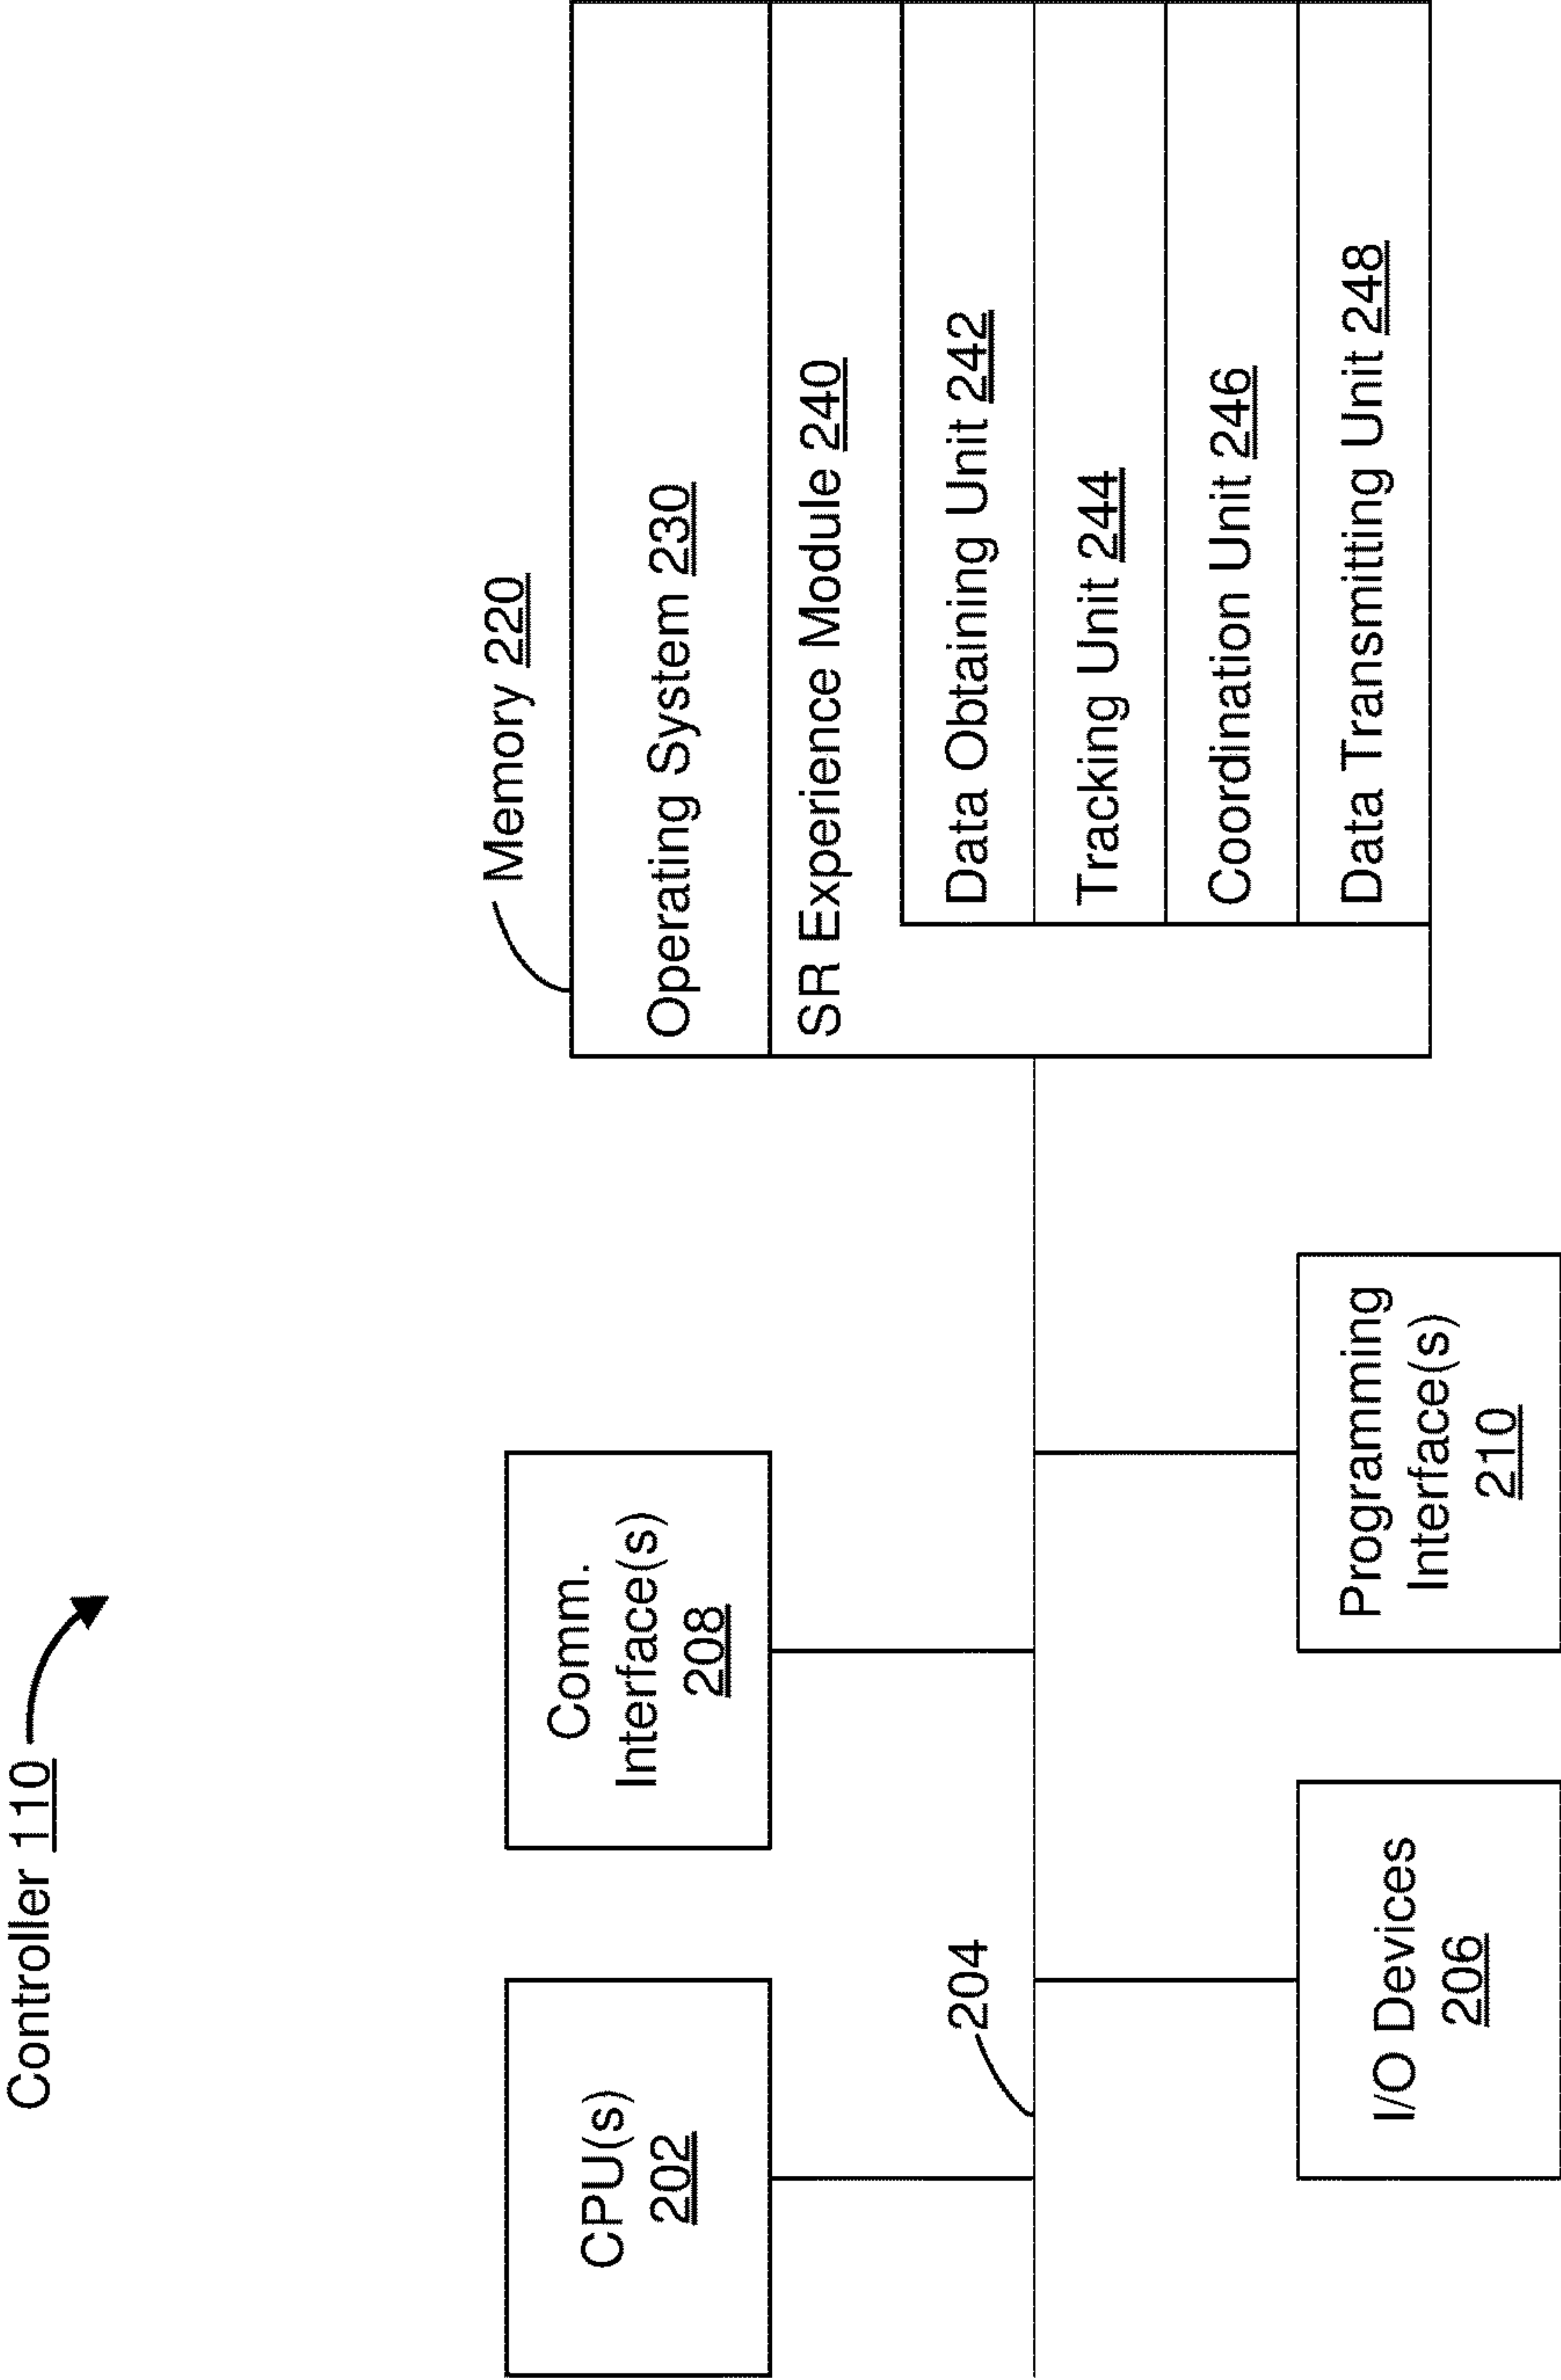 Controller 110
CPU(s)
202
Comm.
Interface(s)
208
204
I/O Devices
206
Programming
Interface(s)
210
Memory 220
Operating System 230
SR Experience Module 240
Data Obtaining Unit 242
Tracking Unit 244
Coordination Unit 246
Data Transmitting Unit 248